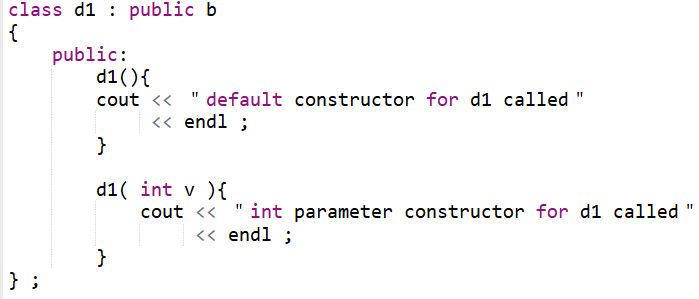 class d1 : public b
{
public:
d1(){
cout << " default constructor for d1 called "
<< endl ;
}
d1( int v ){
cout << " int parameter constructor for d1 called "
<< endl ;
}
} ;